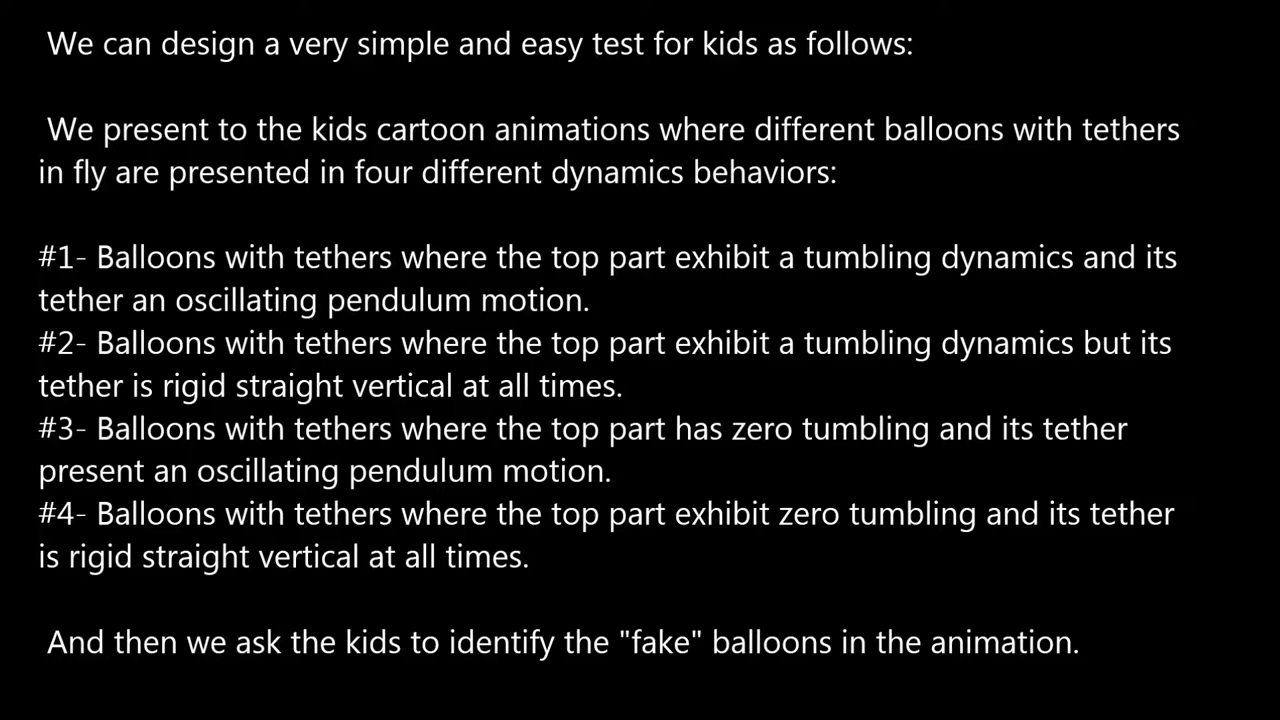 We can design a very simple and easy test for kids as follows:
We present to the kids cartoon animations where different balloons with tethers
in fly are presented in four different dynamics behaviors:
#1- Balloons with tethers where the top part exhibit a tumbling dynamics and its
tether an oscillating pendulum motion.
#2- Balloons with tethers where the top part exhibit a tumbling dynamics but its
tether is rigid straight vertical at all times.
#3- Balloons with tethers where the top part has zero tumbling and its tether
present an oscillating pendulum motion.
#4- Balloons with tethers where the top part exhibit zero tumbling and its tether
is rigid straight vertical at all times.
And then we ask the kids to identify the "fake" balloons in the animation.